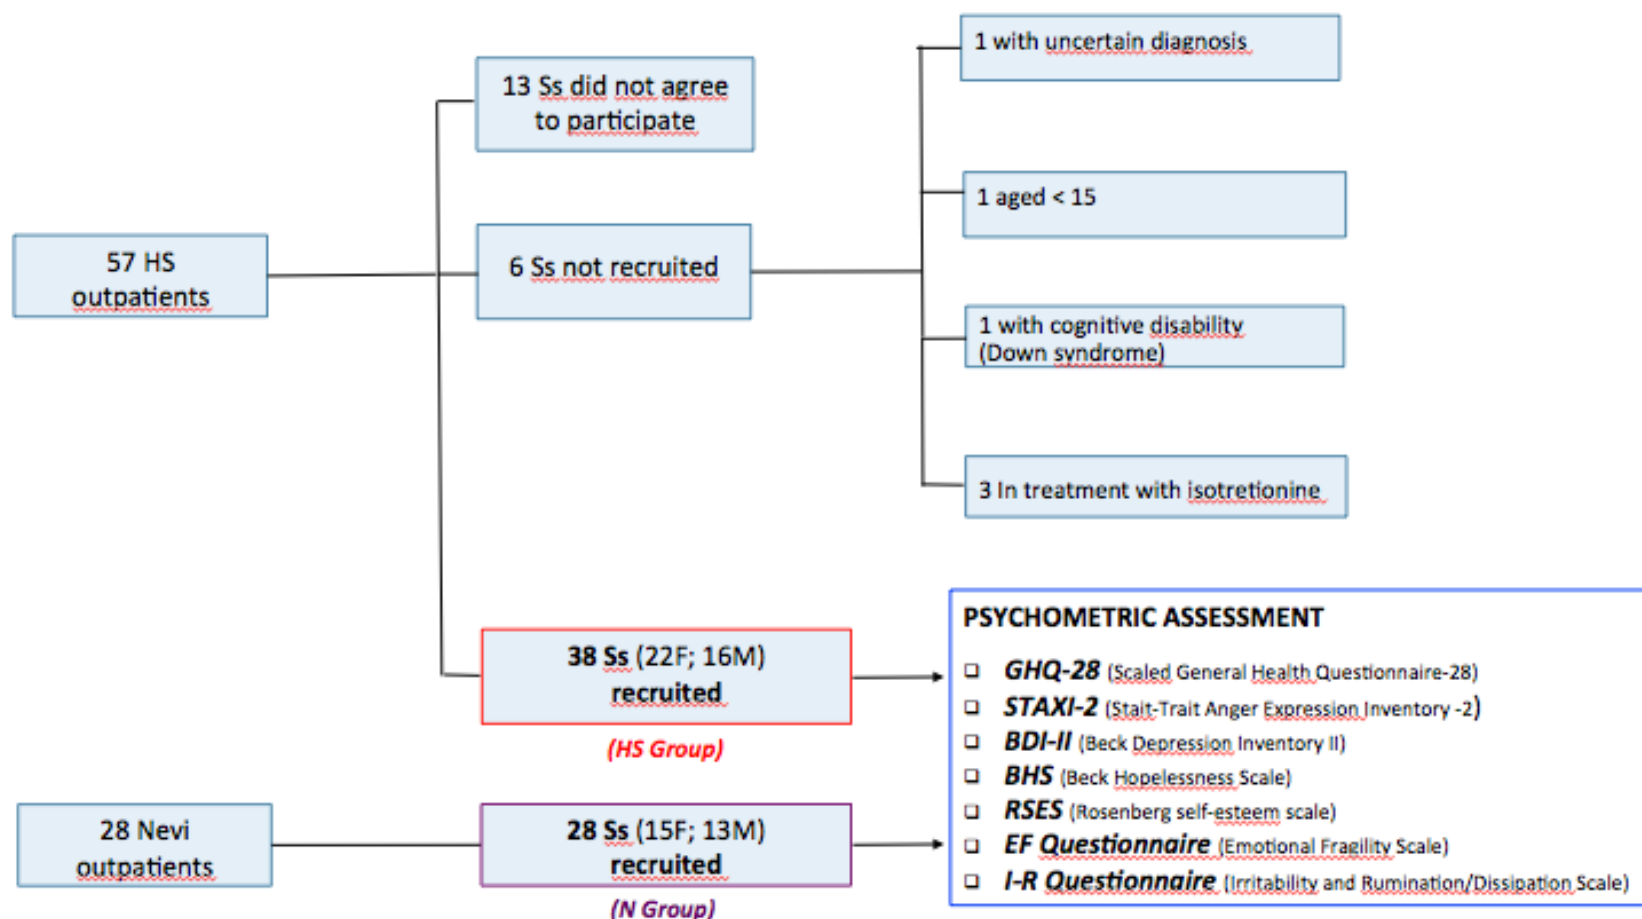 57 HS
outpatients
13 Ss did not agree
to participate
6 Ss not recruited
1 with uncertain diagnosis
1 aged < 15
1 with cognitive disability
(Down syndrome)
3 In treatment with isotretionine
38 Ss (22F; 16M)
recruited
(HS Group)
28 Nevi
outpatients
28 Ss (15F; 13M)
recruited
(N Group)
PSYCHOMETRIC ASSESSMENT
GHQ-28 (Scaled General Health Questionnaire-28)
STAXI-2 (Stait-Trait Anger Expression Inventory -2)
BDI-II (Beck Depression Inventory II)
BHS (Beck Hopelessness Scale)
RSES (Rosenberg self-esteem scale)
EF Questionnaire (Emotional Fragility Scale)
I-R Questionnaire (Irritability and Rumination/Dissipation Scale)